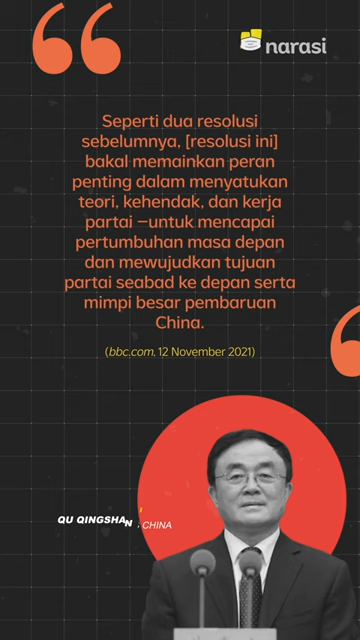 narasi
Seperti dua resolusi
sebelumnya, [resolusi ini]
bakal memainkan peran
penting dalam menyatukan
teori, kehendak, dan kerja
partai —untuk mencapai
pertumbuhan masa depan
dan mewujudkan tujuan
partai seabad ke depan serta
mimpi besar pembaruan
China.
(bbc.com, 12 November 2021)
QU QINGSHAN
, CHINA